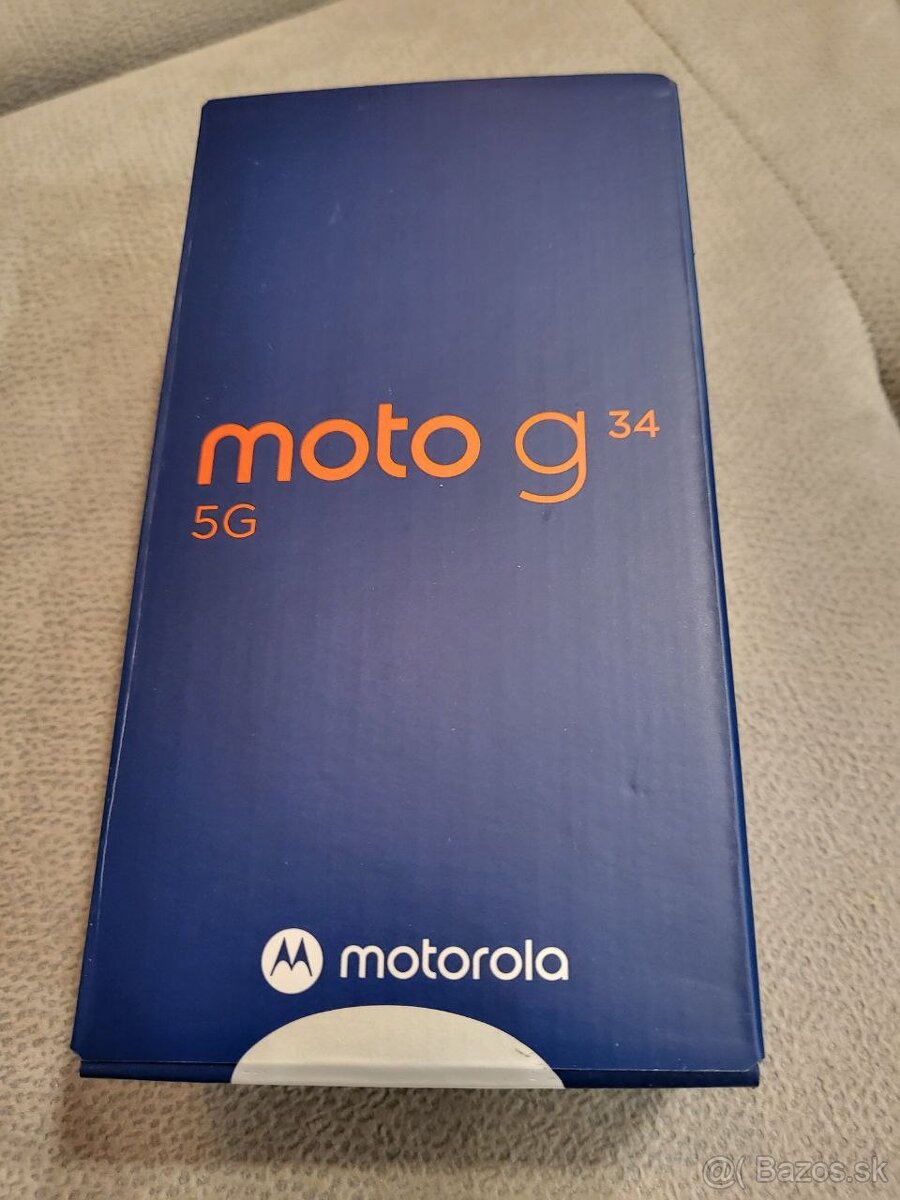 moto g 34
5G
motorola
@( Bazos.sk